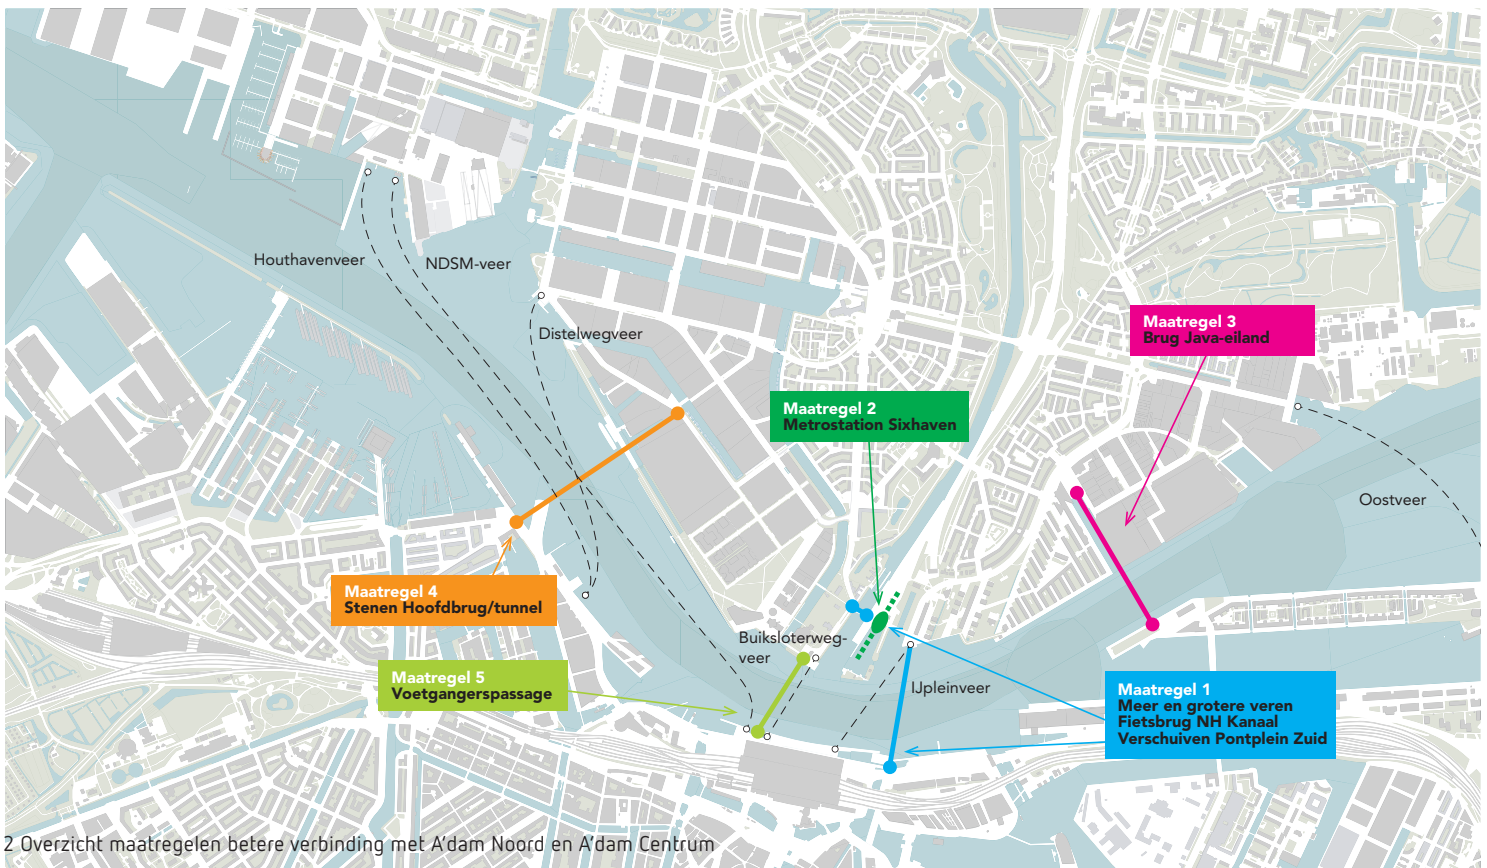 Houthavenveer
NDSM-veer
Distelwegveer
Maatregel 3
Brug Java-eiland
Maatregel 2
Metrostation Sixhaven
Oostveer
Maatregel 4
Stenen Hoofdbrug/tunnel
Buiksloterweg-
veer
Maatregel 5
Voetgangerspassage
IJpleinveer
Maatregel 1
Meer en grotere veren
Fietsbrug NH Kanaal
Verschuiven Pontplein Zuid
2 Overzicht maatregelen betere verbinding met A'dam Noord en A'dam Centrum